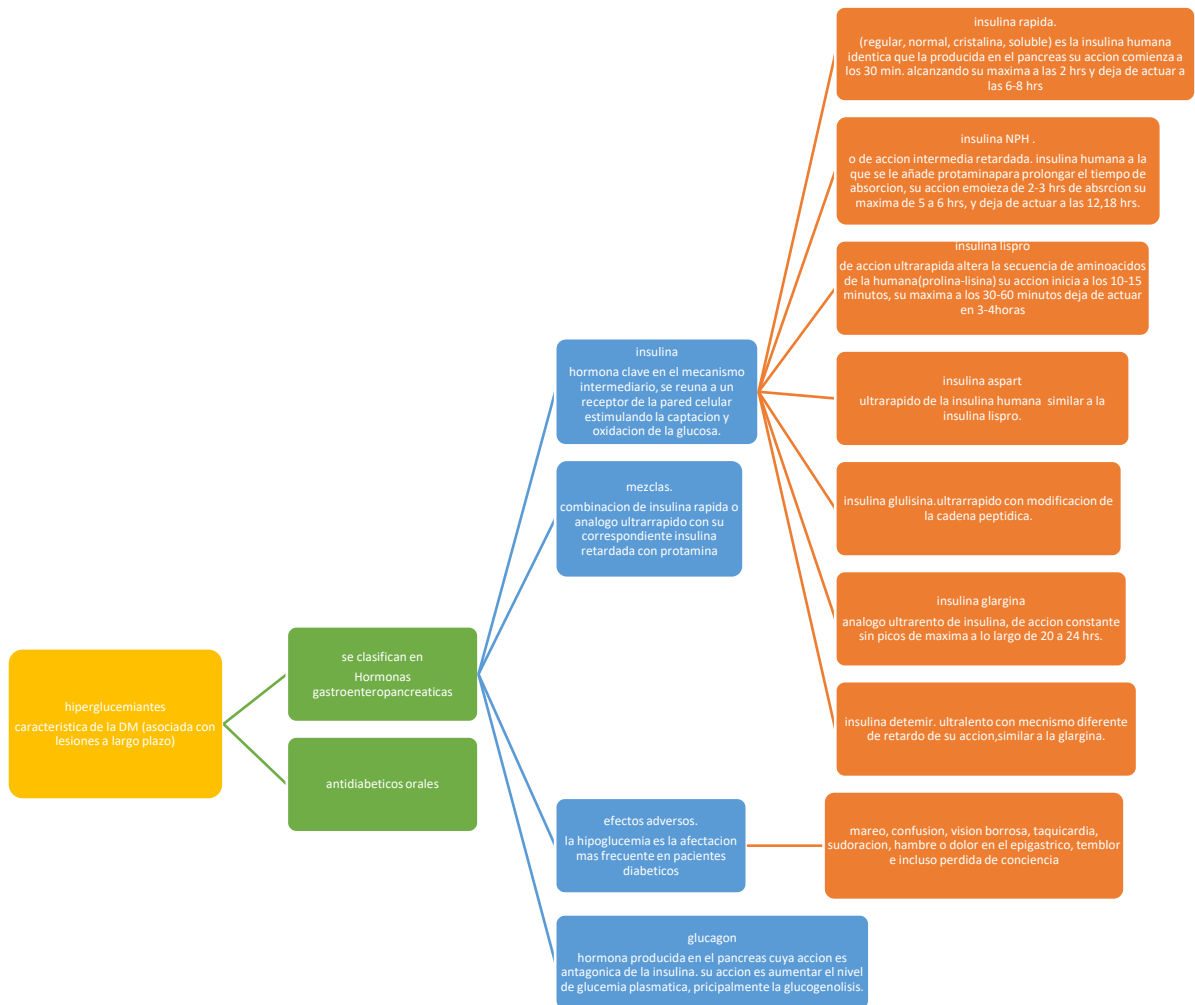 hiperglucemiantes
caracteristica de la DM (asociada con
lesiones a largo plazo)
se clasifican en
Hormonas
gastroenteropancreaticas
antidiabeticos orales
insulina
hormona clave en el mecanismo
intermediario, se reuna a un
receptor de la pared celular
estimulando la captacion y
oxidacion de la glucosa.
mezclas.
combinacion de insulina rapida o
analogo ultrarrapido con su
correspondiente insulina
retardada con protamina
efectos adversos.
la hipoglucemia es la afectacion
mas frecuente en pacientes
diabeticos
glucagon
hormona producida en el pancreas cuya accion es
antagonica de la insulina. su accion es aumentar el nivel
de glucemia plasmatica, pricipalmente la glucogenolisis.
insulina rapida.
(regular, normal, cristalina, soluble) es la insulina humana
identica que la producida en el pancreas su accion comienza a
los 30 min. alcanzando su maxima a las 2 hrs y deja de actuar a
las 6-8 hrs
insulina NPH .
o de accion intermedia retardada. insulina humana a la
que se le añade protaminapara prolongar el tiempo de
absorcion, su accion emoieza de 2-3 hrs de absrcion su
maxima de 5 a 6 hrs, y deja de actuar a las 12,18 hrs.
insulina lispro
de accion ultrarapida altera la secuencia de aminoacidos
de la humana(prolina-lisina) su accion inicia a los 10-15
minutos, su maxima a los 30-60 minutos deja de actuar
en 3-4horas
insulina aspart
ultrarapido de la insulina humana similar a la
insulina lispro.
insulina glulisina.ultrarrapido con modificacion de
la cadena peptidica.
insulina glargina
analogo ultrarento de insulina, de accion constante
sin picos de maxima a lo largo de 20 a 24 hrs.
insulina detemir. ultralento con mecnismo diferente
de retardo de su accion,similar a la glargina.
mareo, confusion, vision borrosa, taquicardia,
sudoracion, hambre o dolor en el epigastrico, temblor
e incluso perdida de conciencia